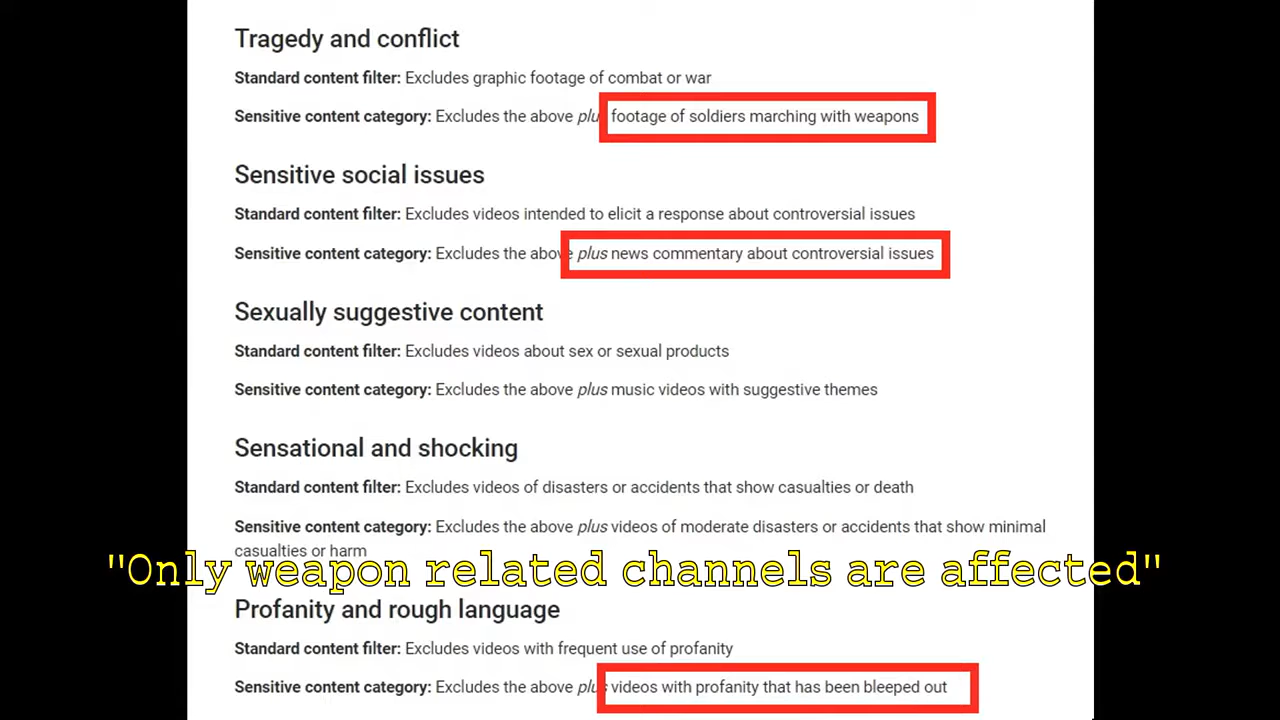 Tragedy and conflict
Standard content filter: Excludes graphic footage of combat or war
Sensitive content category: Excludes the above plus footage of soldiers marching with weapons
Sensitive social issues
Standard content filter: Excludes videos intended to elicit a response about controversial issues
Sensitive content category: Excludes the above plus news commentary about controversial issues
Sexually suggestive content
Standard content filter: Excludes videos about sex or sexual products
Sensitive content category: Excludes the above plus music videos with suggestive themes
Sensational and shocking
Standard content filter: Excludes videos of disasters or accidents that show casualties or death
Sensitive content category: Excludes the above plus videos of moderate disasters or accidents that show minimal
casualties or harm
"Only weapon related channels are affected"
Profanity and rough language
Standard content filter: Excludes videos with frequent use of profanity
Sensitive content category: Excludes the above plus videos with profanity that has been bleeped out